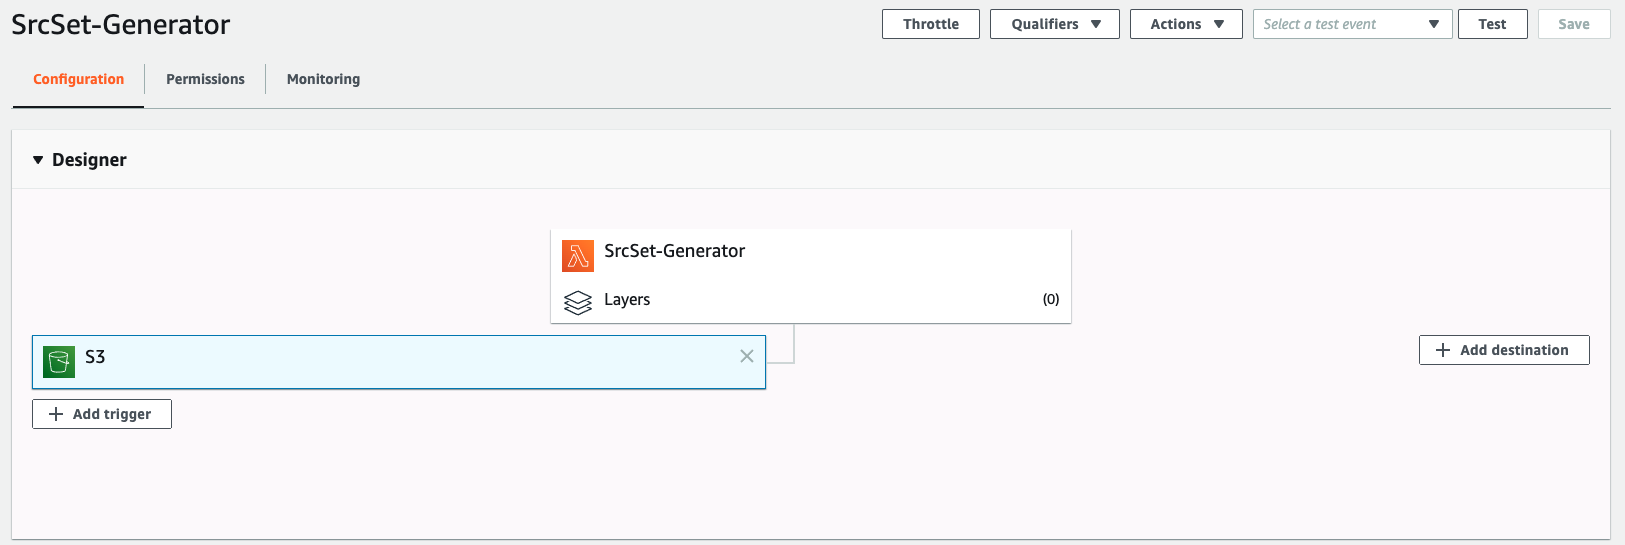 SrcSet-Generator
Throttle
Qualifiers
Actions
Select a test event
Test
Save
Configuration
Permissions
Monitoring
Designer
SrcSet-Generator
Layers
(0)
S3
Add destination
Add trigger